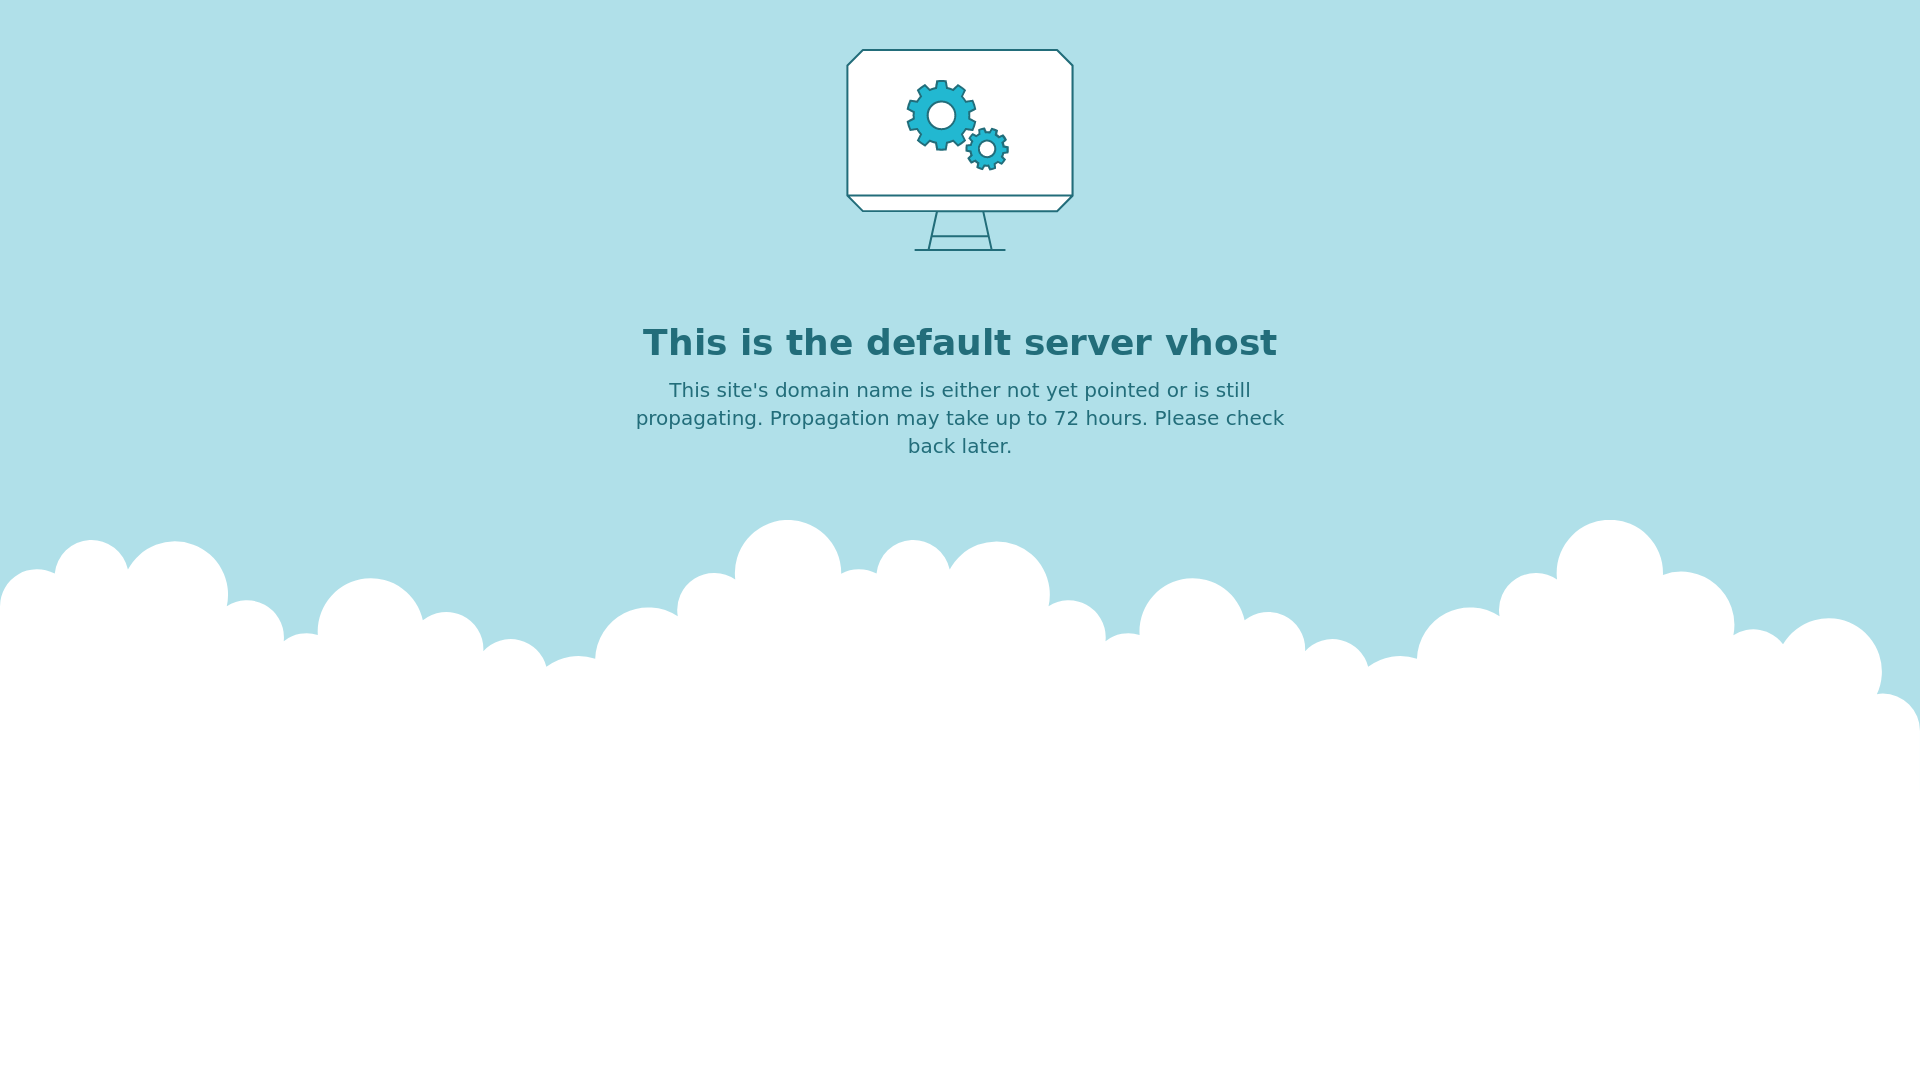 This is the default server vhost
This site's domain name is either not yet pointed or is still
propagating. Propagation may take up to 72 hours. Please check
back later.